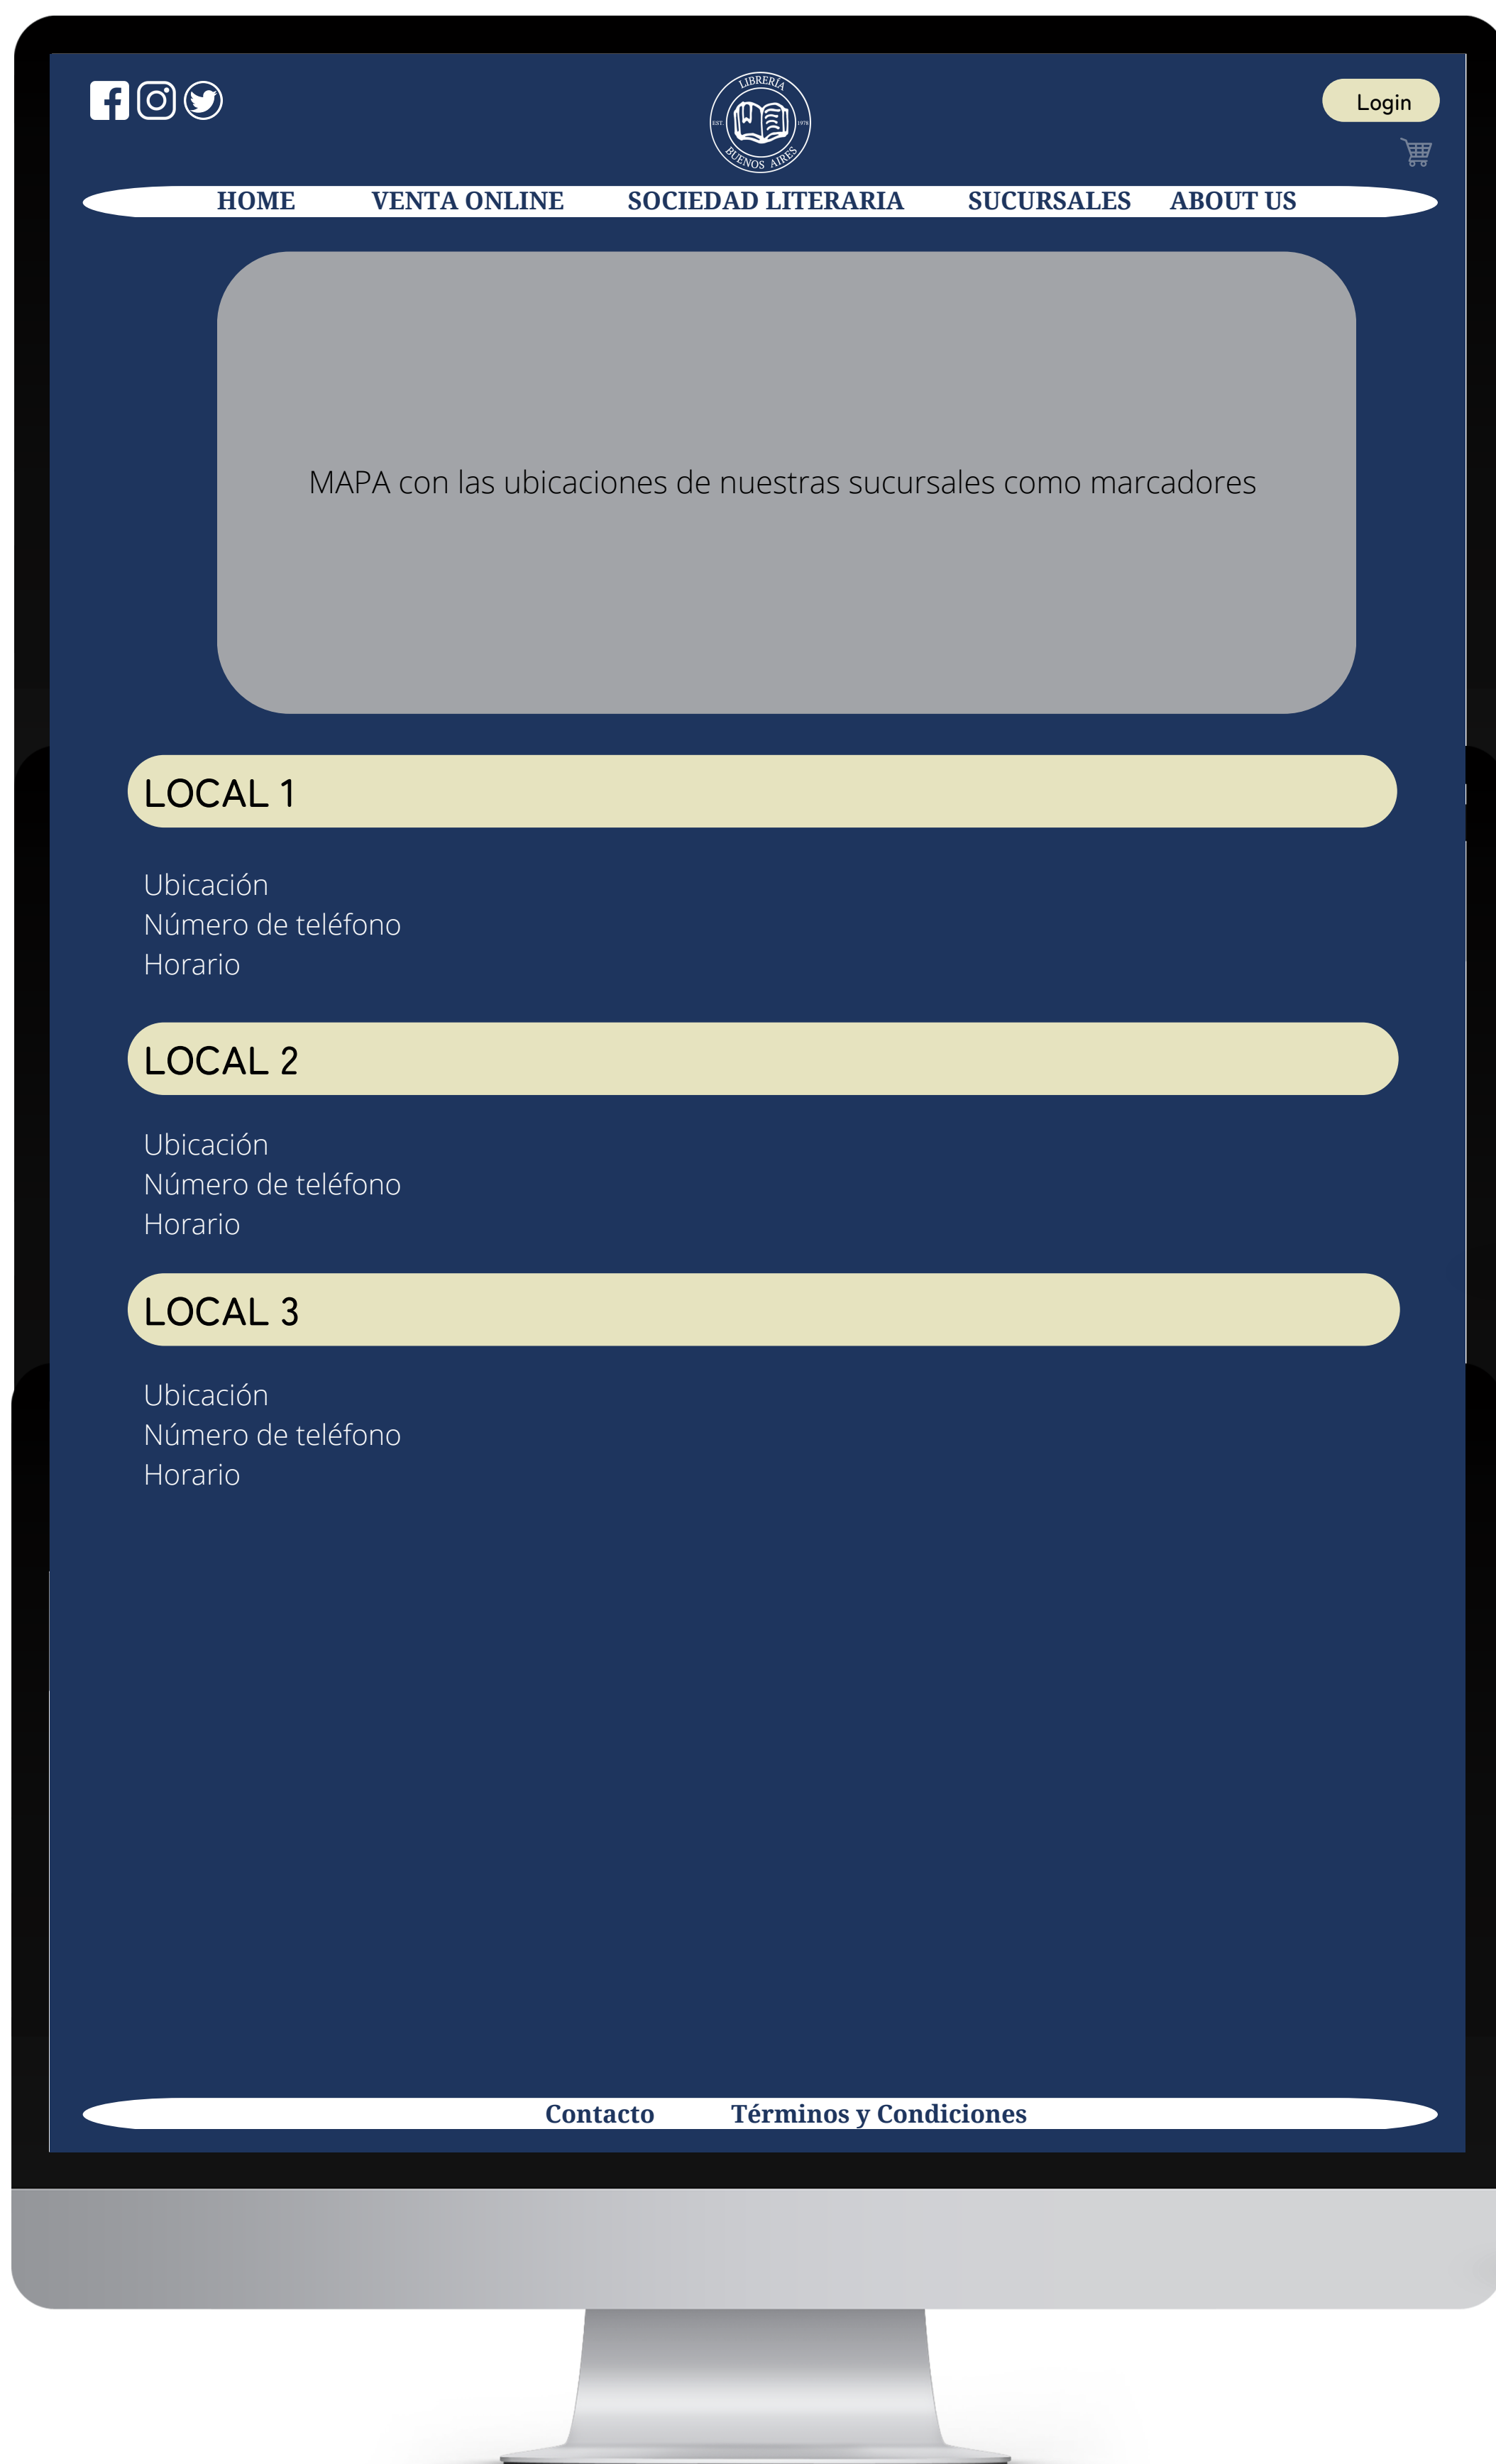 LIBRERÍA
EST. 1978
BUENOS AIRES
Login
HOME VENTA ONLINE SOCIEDAD LITERARIA SUCURSALES ABOUT US
MAPA con las ubicaciones de nuestras sucursales como marcadores
LOCAL 1
Ubicación
Número de teléfono
Horario
LOCAL 2
Ubicación
Número de teléfono
Horario
LOCAL 3
Ubicación
Número de teléfono
Horario
Contacto Términos y Condiciones